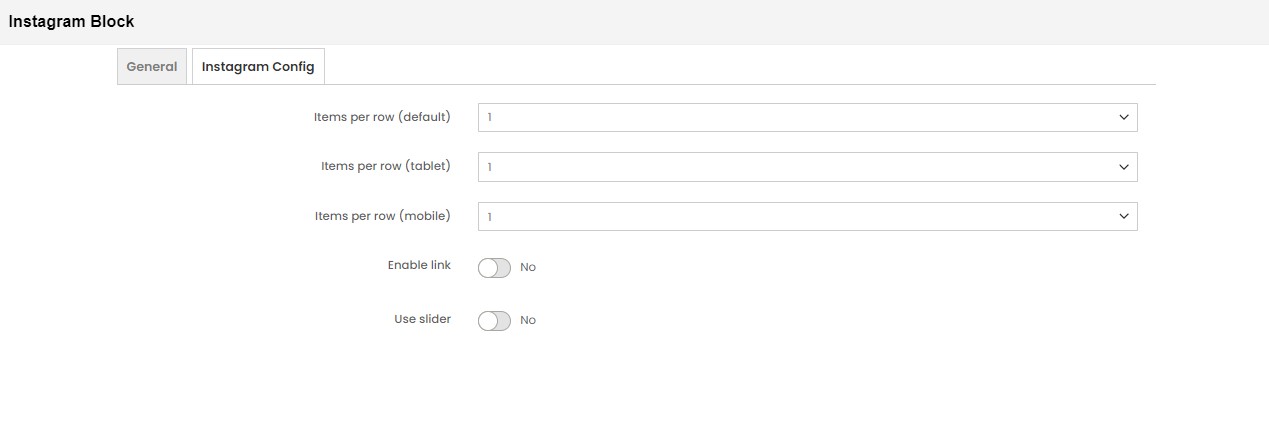 Instagram Block
General
Instagram Config
Items per row (default)
1
Items per row (tablet)
1
Items per row (mobile)
1
Enable link
No
Use slider
No